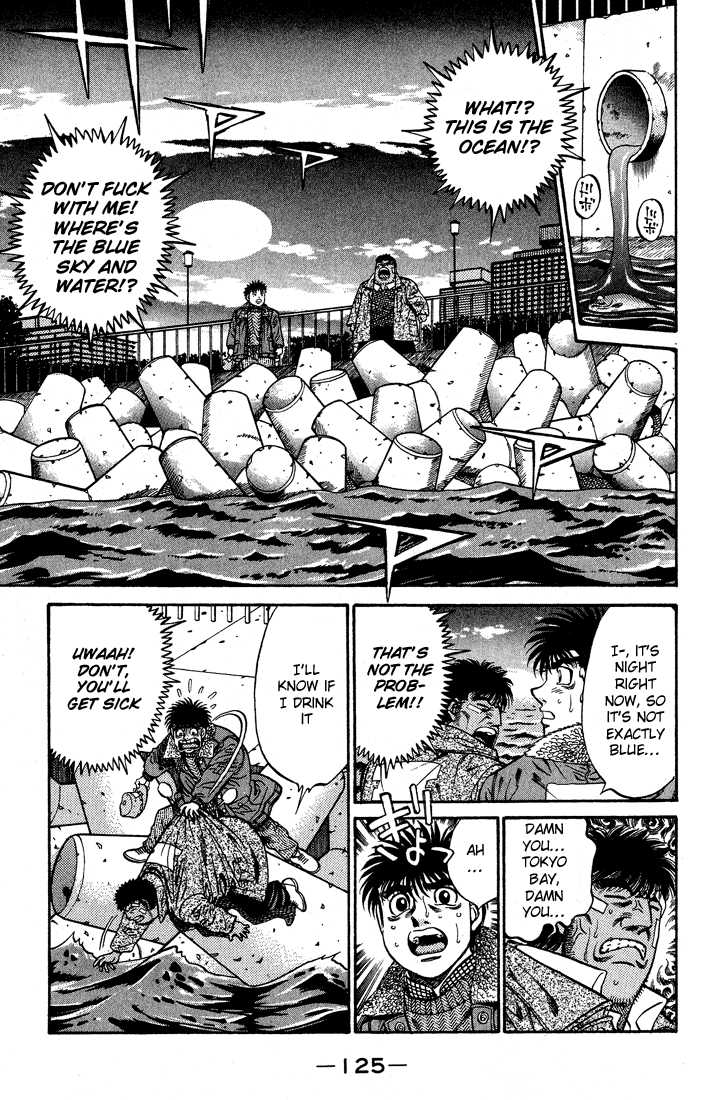 WHAT!?
THIS IS THE
OCEAN!?
DON'T FUCK
WITH ME!
WHERE'S
THE BLUE
SKY AND
WATER!?
I-, IT'S
NIGHT
RIGHT
NOW, SO
IT'S NOT
EXACTLY
BLUE...
THAT'S
NOT THE
PROB-
LEM!!
I'LL
KNOW IF
I DRINK
IT
UWAAH!
DON'T,
YOU'LL
GET SICK
DAMN
YOU...
TOKYO
BAY,
DAMN
YOU...
AH
...
—125—